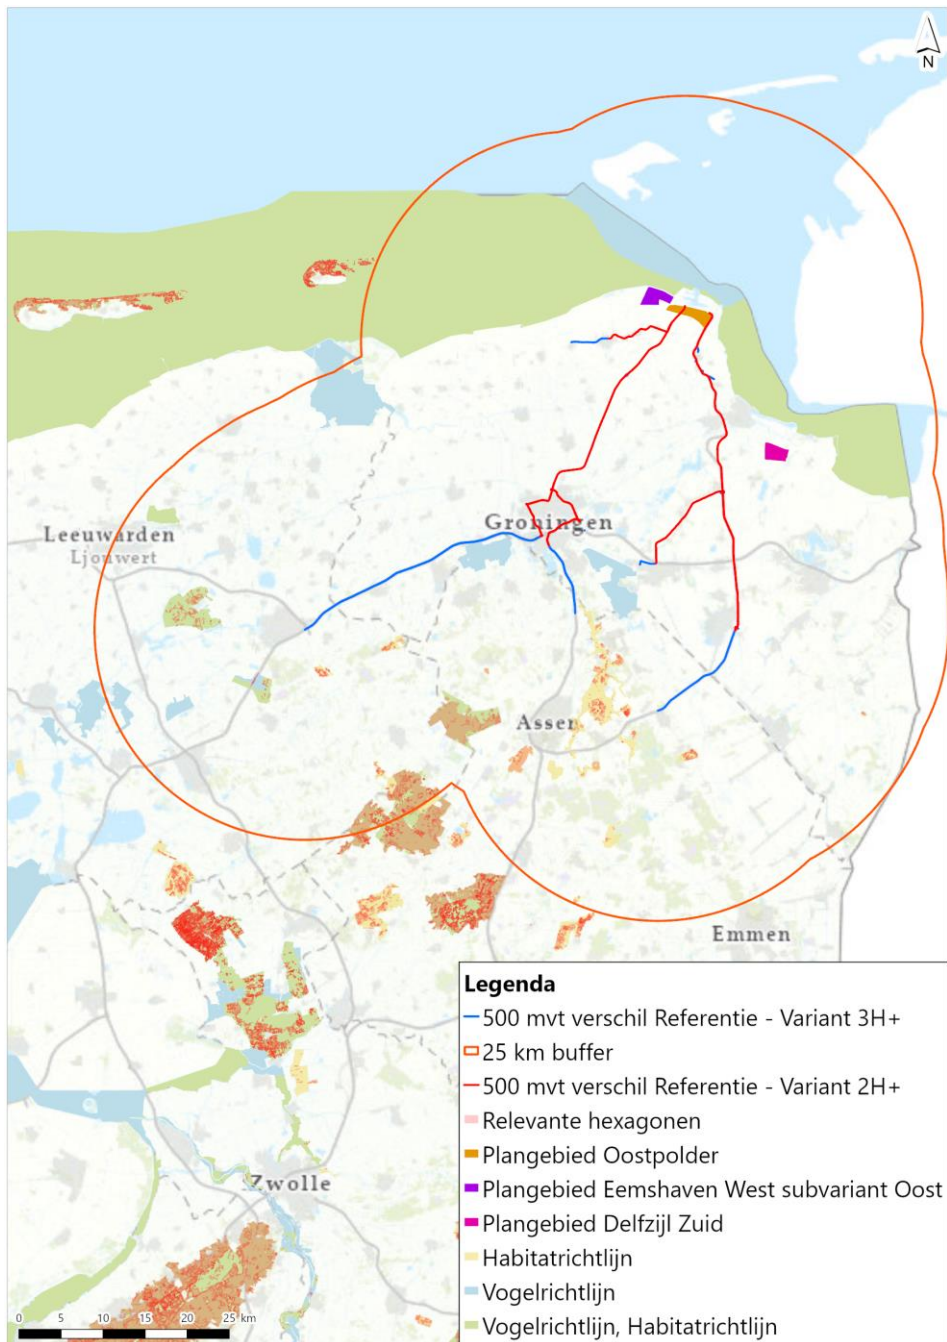 N
Leeuwarden
Ljouwert
Groningen
Assen
Emmen
Zwolle
Legenda
500 mvt verschil Referentie - Variant 3H+
25 km buffer
500 mvt verschil Referentie - Variant 2H+
Relevante hexagonen
Plangebied Oostpolder
Plangebied Eemshaven West subvariant Oost
Plangebied Delfzijl Zuid
Habitatrichtlijn
Vogelrichtlijn
Vogelrichtlijn, Habitatrichtlijn
0 5 10 15 20 25 km